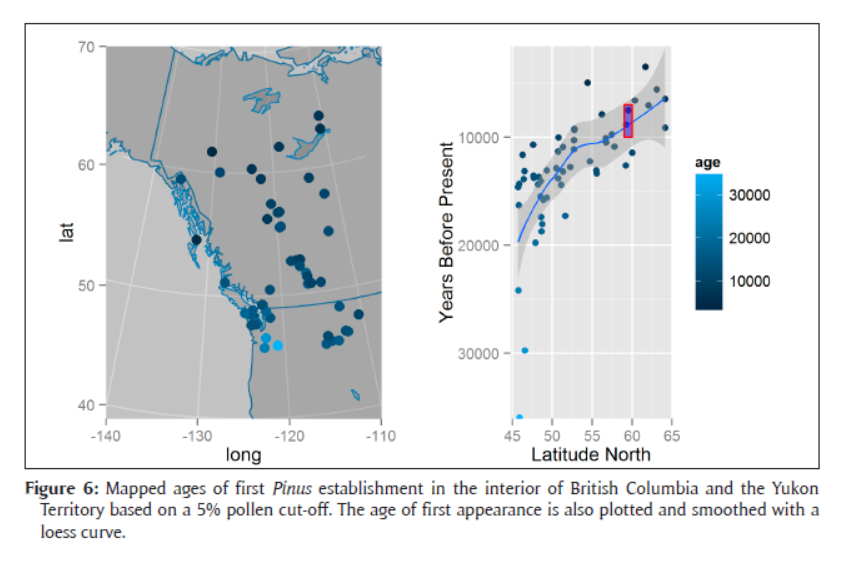 70
60
50
40
lat
-140
-130
-120
-110
long
10000
20000
30000
Years Before Present
45
50
55
60
65
Latitude North
age
30000
20000
10000
Figure 6: Mapped ages of first Pinus establishment in the interior of British Columbia and the Yukon
Territory based on a 5% pollen cut-off. The age of first appearance is also plotted and smoothed with a
loess curve.